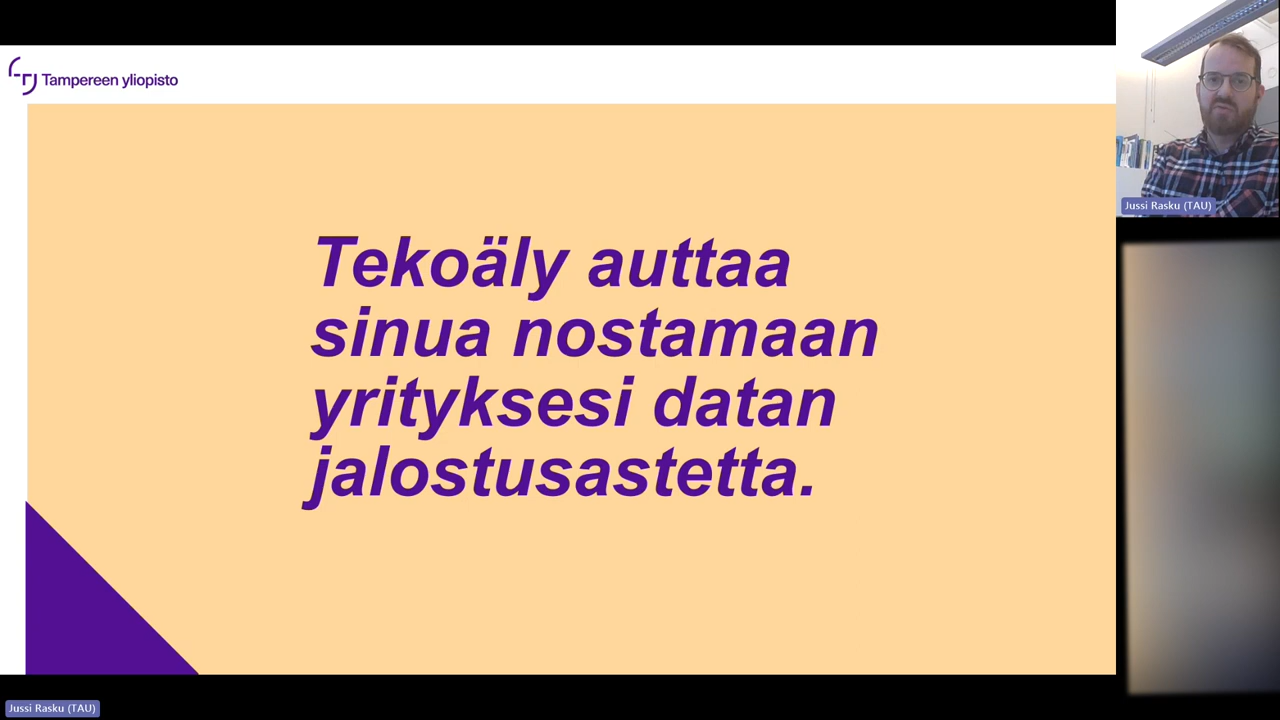 Tampereen yliopisto
Tekoäly auttaa
sinua nostamaan
yrityksesi datan
jalostusastetta.
Jussi Rasku (TAU)
Jussi Rasku (TAU)